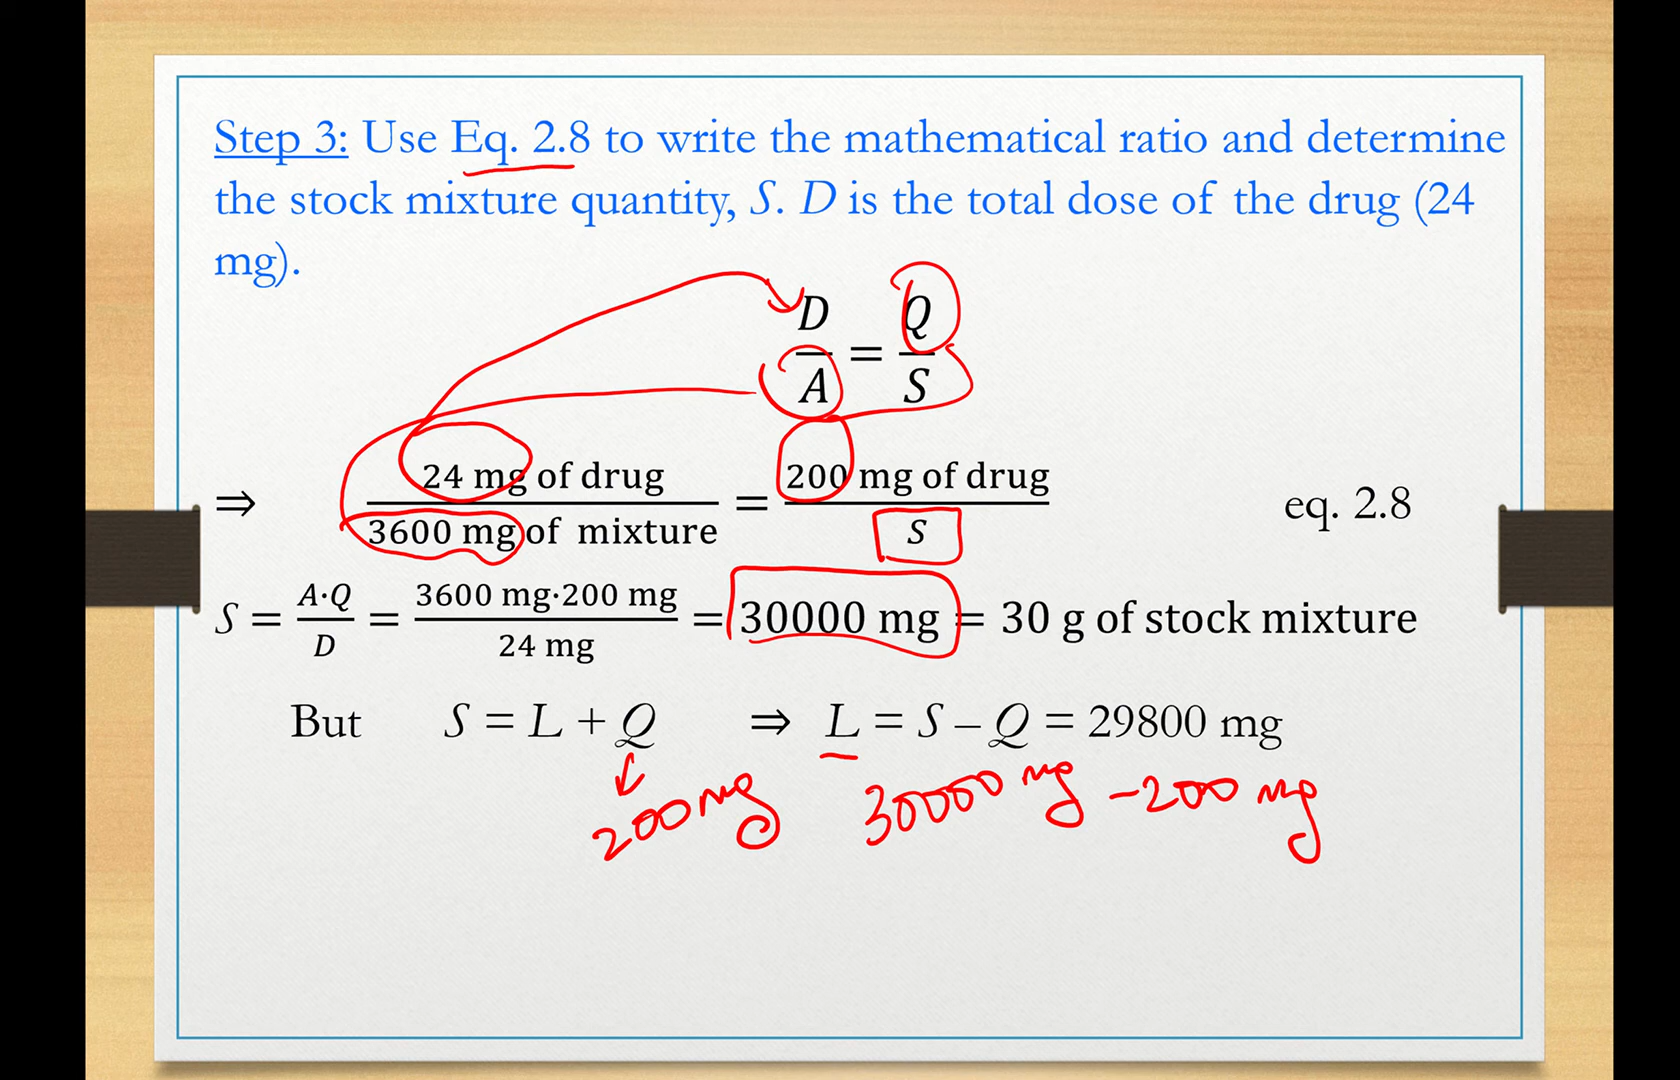 Step 3: Use Eq. 2.8 to write the mathematical ratio and determine
the stock mixture quantity, S. D is the total dose of the drug (24
mg).
D/A = Q/S
⇒ 24 mg of drug / 3600 mg of mixture = 200 mg of drug / S eq. 2.8
S = A·Q / D = 3600 mg·200 mg / 24 mg = 30000 mg = 30 g of stock mixture
But S = L + Q ⇒ L = S – Q = 29800 mg
200 mg 30000 mg - 200 mg